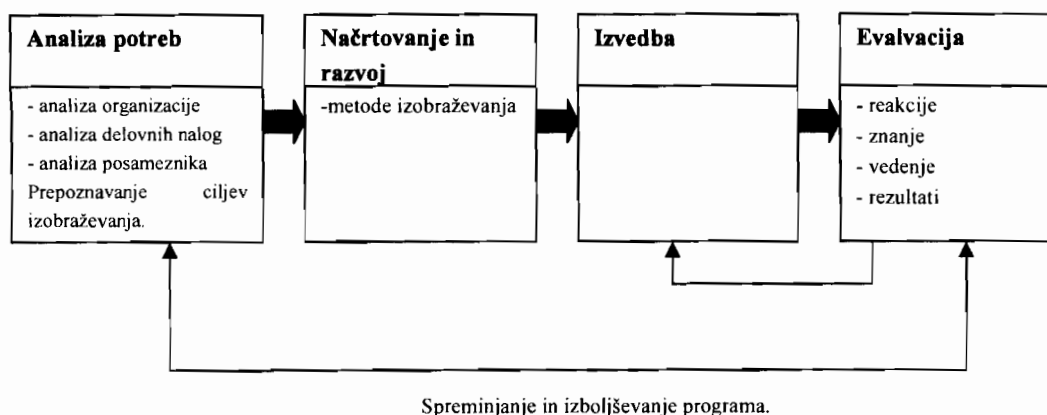 Analiza potreb
- analiza organizacije
- analiza delovnih nalog
- analiza posameznika
Prepoznavanje ciljev
izobraževanja.
Načrtovanje in
razvoj
-metode izobraževanja
Izvedba
Evalvacija
- reakcije
- znanje
- vedenje
- rezultati
Spreminjanje in izboljševanje programa.